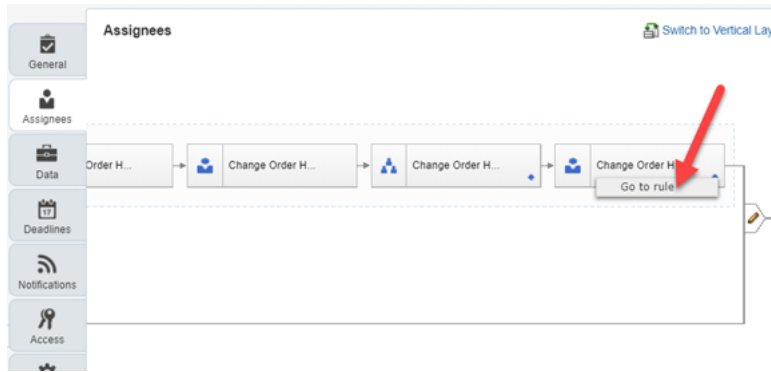 Assignees
Switch to Vertical Lay
General
Assignees
Data
17
Deadlines
Notifications
Access
Order H...
Change Order H...
Change Order H...
Change Order H
Go to rule